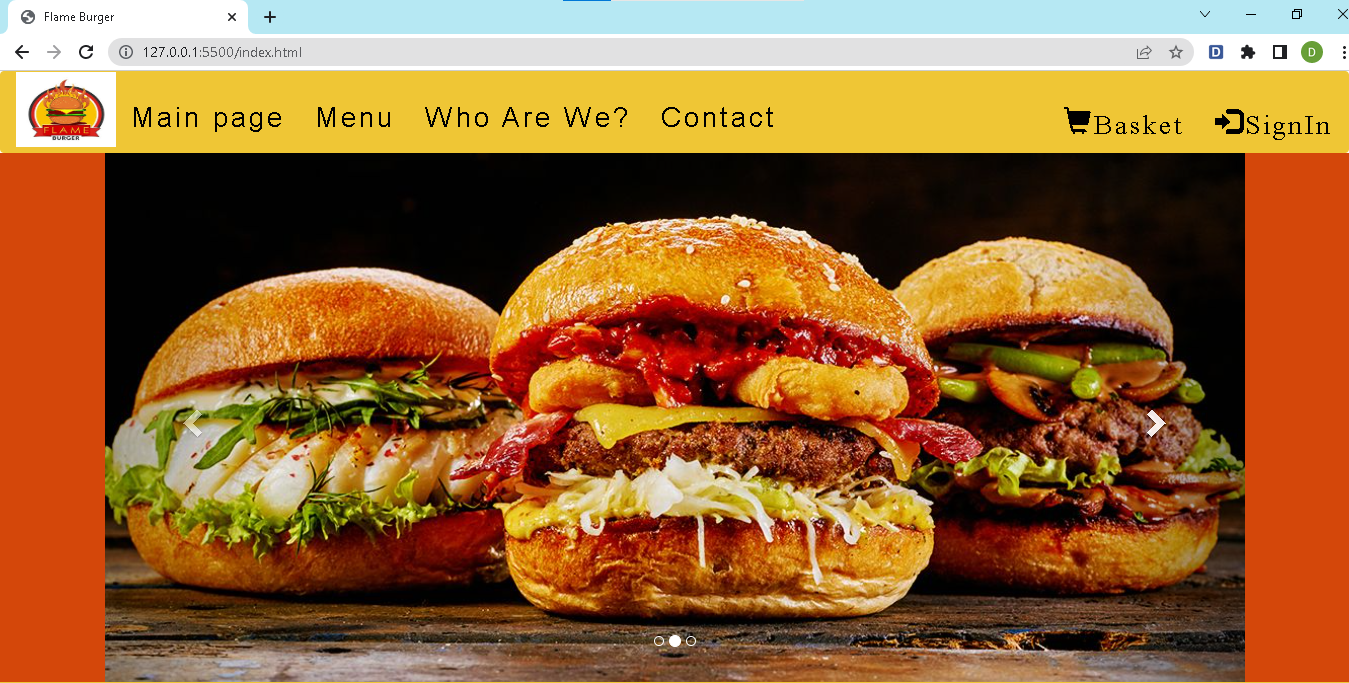 Flame Burger
127.0.0.1:5500/index.html
D
D
FLAME
BURGER
Main page Menu Who Are We? Contact
Basket SignIn